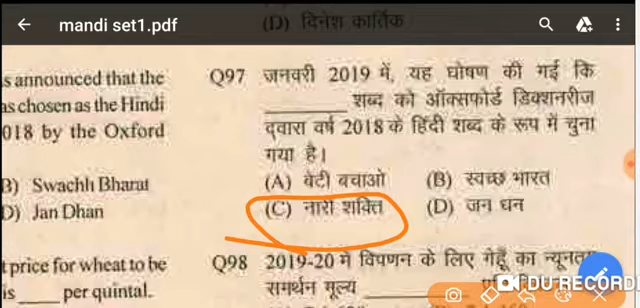 mandi set1.pdf
(D) दिनेश कार्तिक
s announced that the
as chosen as the Hindi
018 by the Oxford
B) Swachh Bharat
D) Jan Dhan
t price for wheat to be
is ____ per quintal.
Q97 जनवरी 2019 में, यह घोषण की गई कि
________ शब्द को ऑक्सफोर्ड डिक्शनरीज
द्वारा वर्ष 2018 के हिंदी शब्द के रूप में चुना
गया है।
(A) बेटी बचाओ (B) स्वच्छ भारत
(C) नारी शक्ति (D) जन धन
Q98 2019-20 मे विपणन के लिए गेहूँ का न्यूनतम
समर्थन मूल्य
DU RECORD